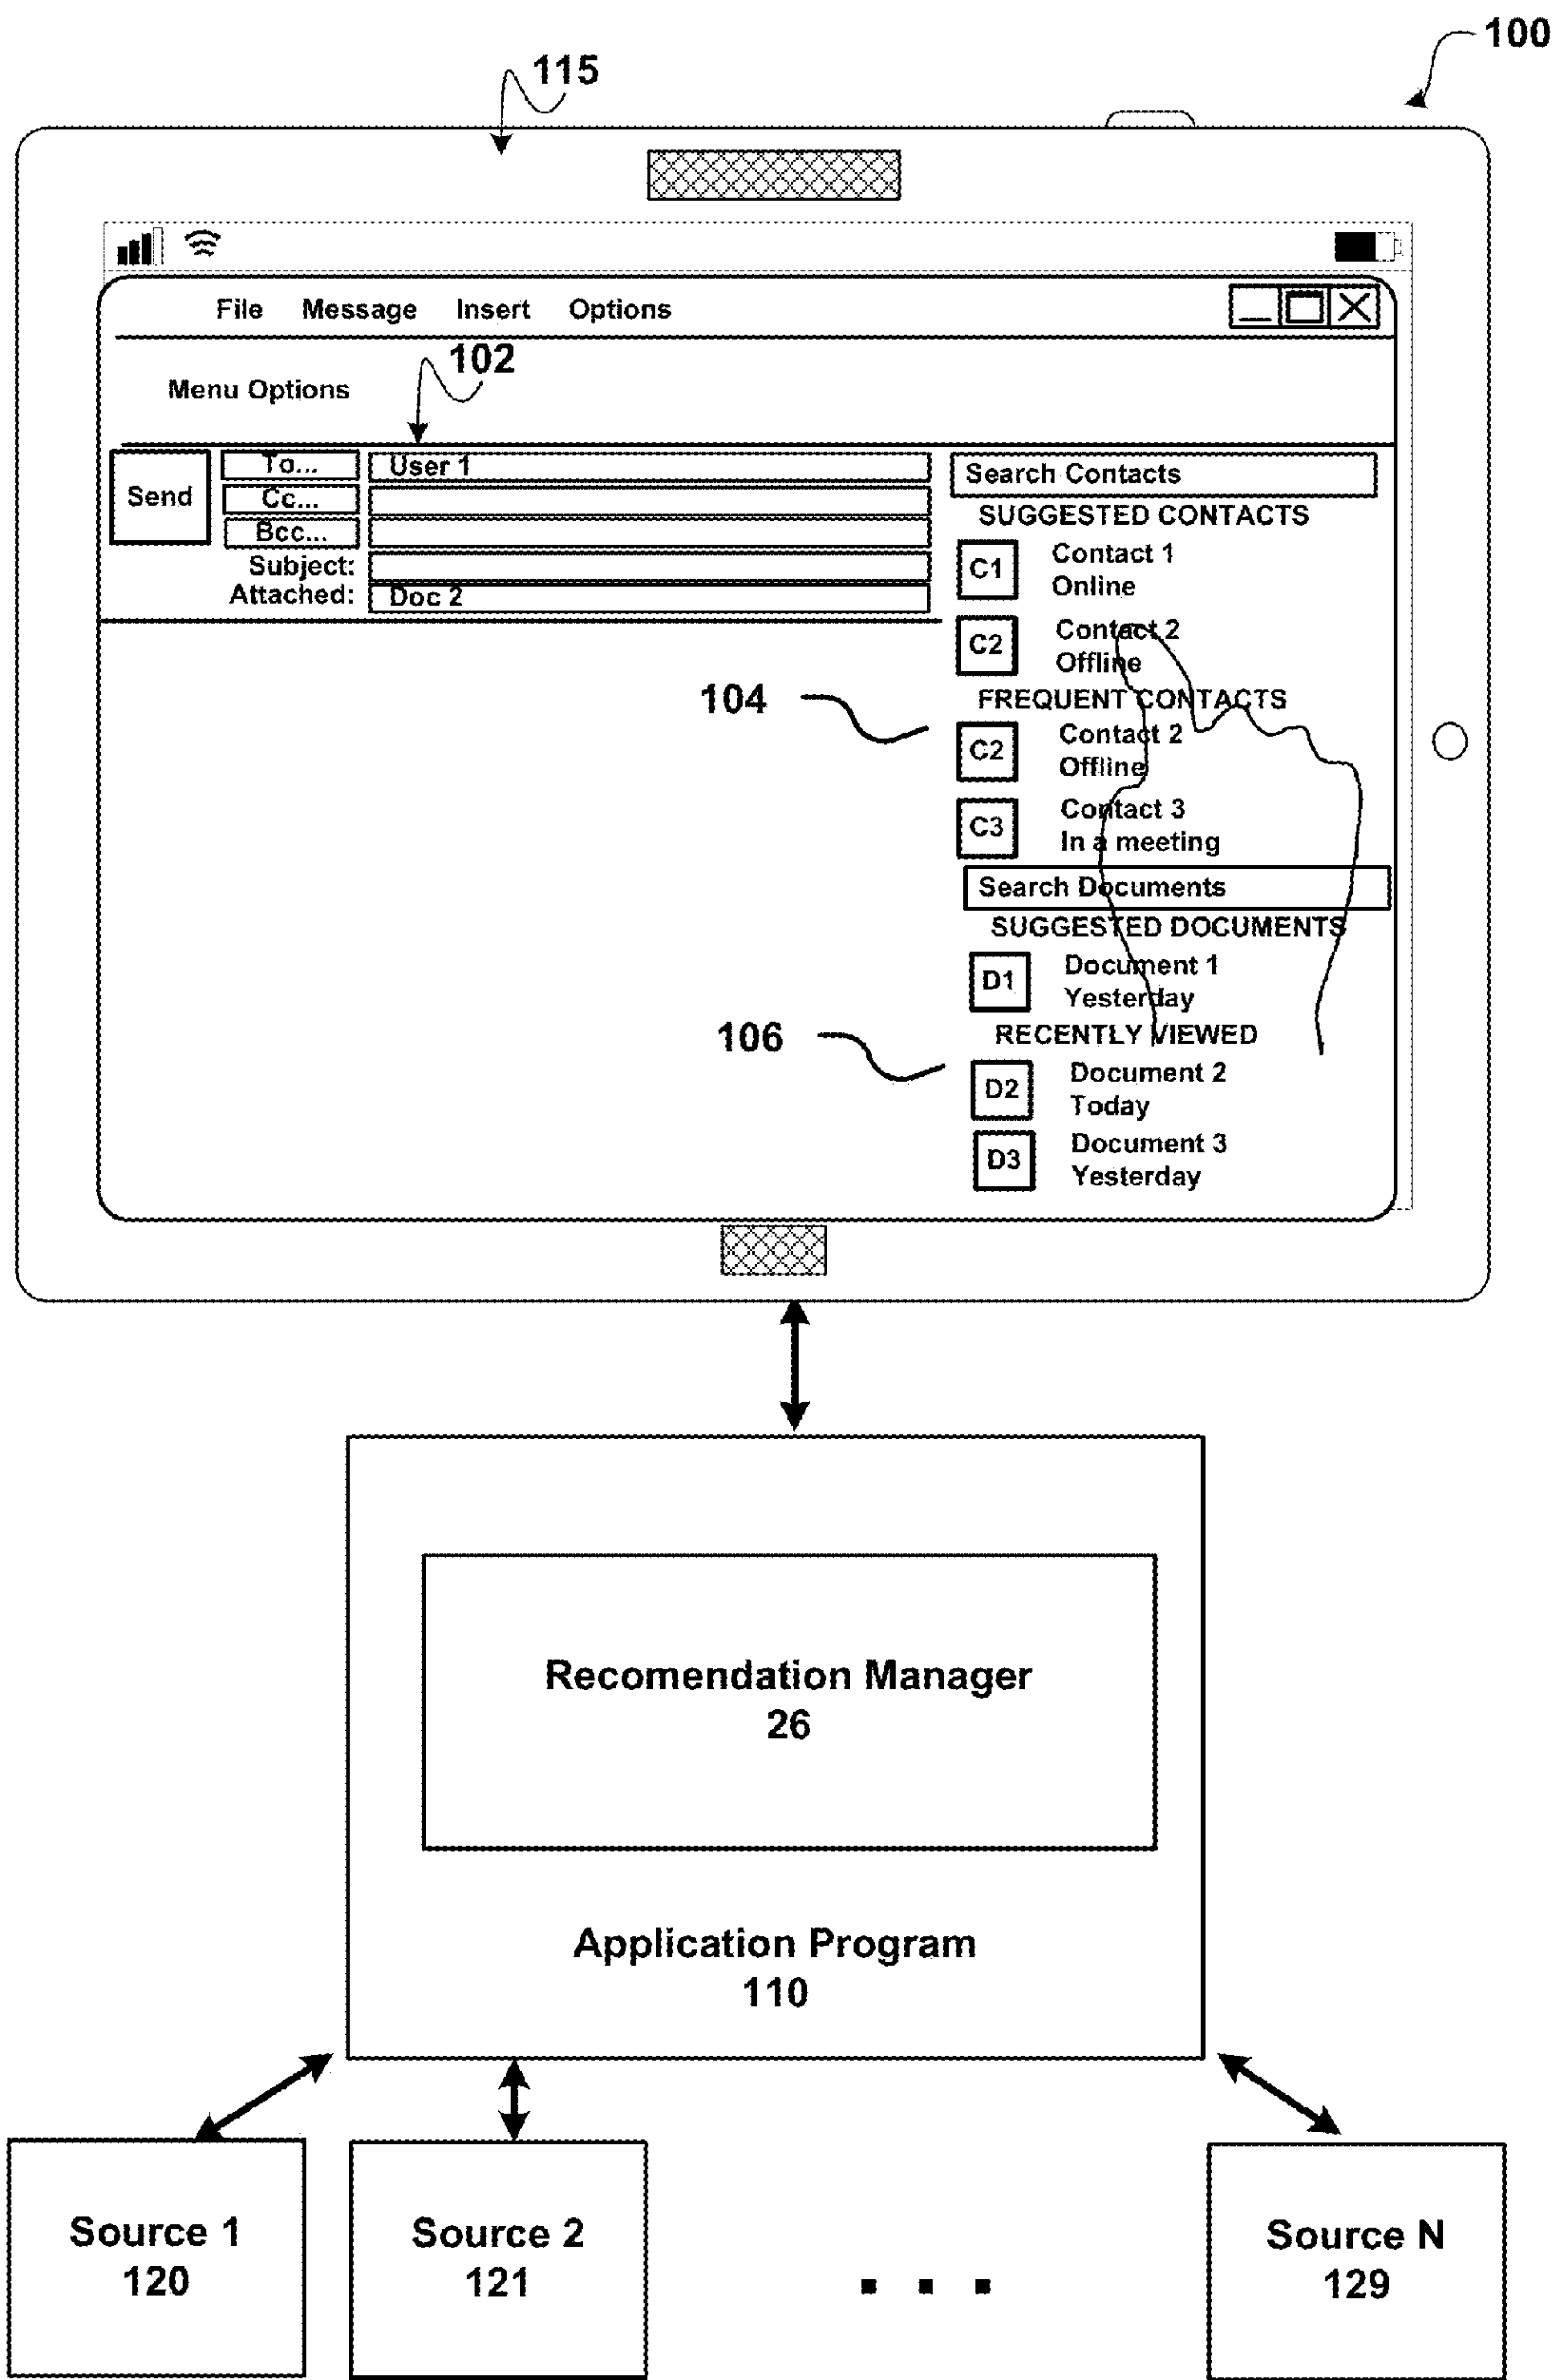 100
115
File Message Insert Options
102
Menu Options
Send
To... User 1
Cc...
Bcc...
Subject:
Attached: Doc 2
Search Contacts
SUGGESTED CONTACTS
C1 Contact 1
Online
C2 Contact 2
Offline
104
FREQUENT CONTACTS
C2 Contact 2
Offline
C3 Contact 3
In a meeting
Search Documents
SUGGESTED DOCUMENTS
D1 Document 1
Yesterday
106
RECENTLY VIEWED
D2 Document 2
Today
D3 Document 3
Yesterday
Recomendation Manager
26
Application Program
110
Source 1
120
Source 2
121
. . .
Source N
129